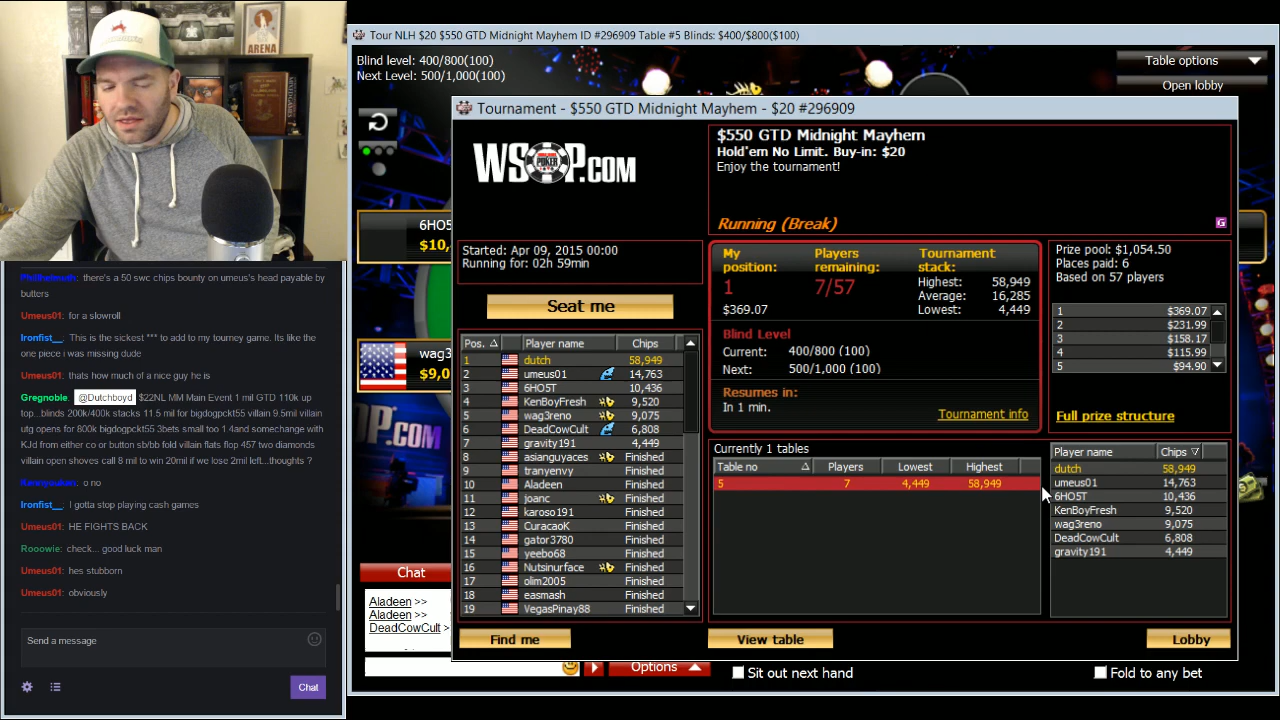 ARENA
Philhellmuth: there's a 50 swc chips bounty on umeus's head payable by
butters
Umeus01: for a slowroll
Ironfist__: This is the sickest *** to add to my tourney game. Its like the
one piece i was missing dude
Umeus01: thats how much of a nice guy he is
Gregnoble. @Dutchboyd $22NL MM Main Event 1 mil GTD 110k up
top...blinds 200k/400k stacks 11.5 mil for bigdogpckt55 villain 9.5mil villain
utg opens for 800k bigdogpckt55 3bets small too 1.4and somechange with
KJd from either co or button sb/bb fold villain flats flop 457 two diamonds
villain open shoves call 8 mil to win 20mil if we lose 2mil left...thoughts ?
o no
Ironfist__: I gotta stop playing cash games
Umeus01: HE FIGHTS BACK
Rooowie: check... good luck man
Umeus01: hes stubborn
Umeus01: obviously
Send a message
Chat
Tour NLH $20 $550 GTD Midnight Mayhem ID #296909 Table #5 Blinds: $400/$800($100)
Blind level: 400/800(100)
Next Level: 500/1,000(100)
Table options
Open lobby
6HO5
$10,
wag3
$9,0
OP.COM
Chat
Aladeen >>
Aladeen >>
DeadCowCult >
Options
Sit out next hand
Fold to any bet
Tournament - $550 GTD Midnight Mayhem - $20 #296909
WSOP.COM
$550 GTD Midnight Mayhem
Hold'em No Limit. Buy-in: $20
Enjoy the tournament!
Running (Break)
G
Started: Apr 09, 2015 00:00
Running for: 02h 59min
Seat me
My position: Players remaining: Tournament stack:
1 7/57
$369.07
Highest: 58,949
Average: 16,285
Lowest: 4,449
Blind Level
Current: 400/800 (100)
Next: 500/1,000 (100)
Resumes in:
In 1 min.
Tournament info
Prize pool: $1,054.50
Places paid: 6
Based on 57 players
1 $369.07
2 $231.99
3 $158.17
4 $115.99
5 $94.90
Full prize structure
Pos. Player name Chips
1 dutch 58,949
2 umeus01 14,763
3 6HO5T 10,436
4 KenBoyFresh 9,520
5 wag3reno 9,075
6 DeadCowCult 6,808
7 gravity191 4,449
8 asianguyaces Finished
9 tranyenvy Finished
10 Aladeen Finished
11 joanc Finished
12 karoso191 Finished
13 CuracaoK Finished
14 gator3780 Finished
15 yeebo68 Finished
16 Nutsinurface Finished
17 olim2005 Finished
18 easmash Finished
19 VegasPinay88 Finished
Currently 1 tables
Table no Players Lowest Highest
5 7 4,449 58,949
Player name Chips
dutch 58,949
umeus01 14,763
6HO5T 10,436
KenBoyFresh 9,520
wag3reno 9,075
DeadCowCult 6,808
gravity191 4,449
Find me
View table
Lobby